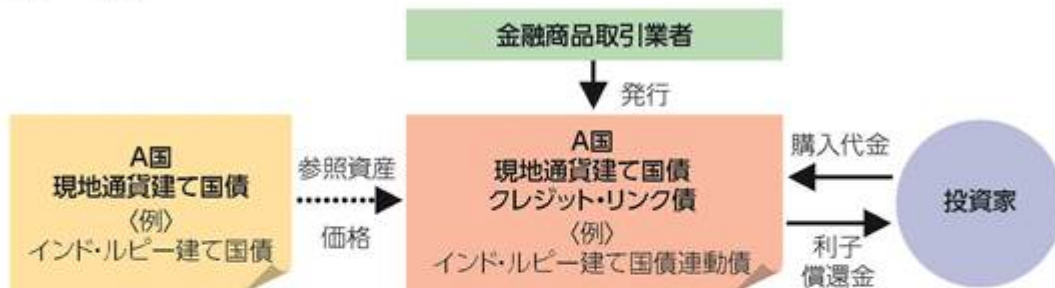 金融商品取引業者
発行
A国
現地通貨建て国債
〈例〉
インド・ルピー建て国債
参照資産
価格
A国
現地通貨建て国債
クレジット・リンク債
〈例〉
インド・ルピー建て国債連動債
購入代金
利子
償還金
投資家